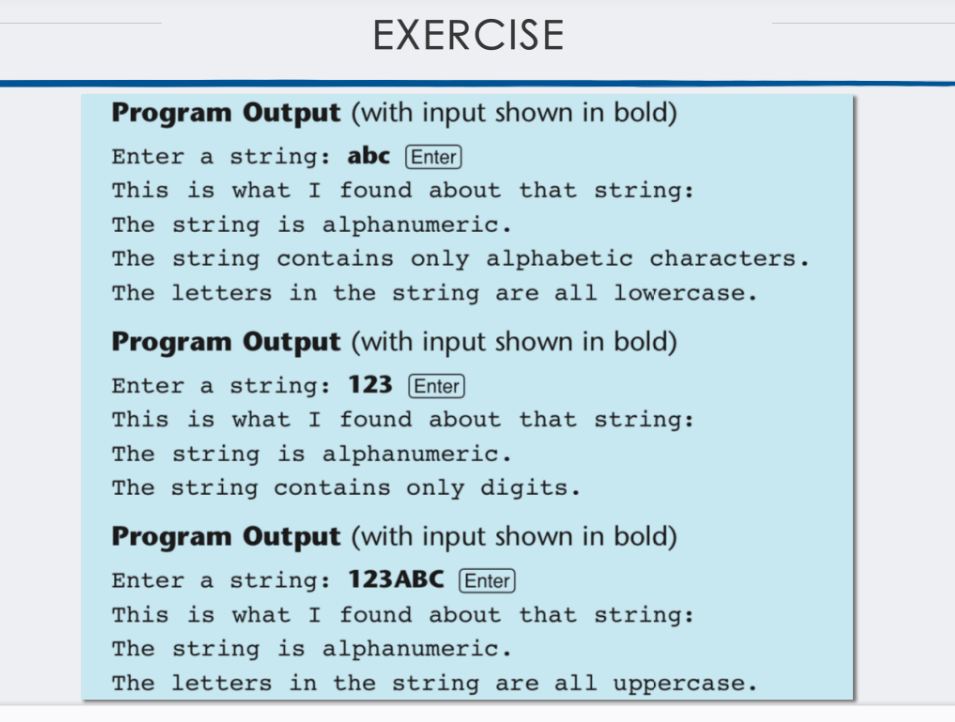 EXERCISE
Program Output (with input shown in bold)
Enter a string: abc Enter
This is what I found about that string:
The string is alphanumeric.
The string contains only alphabetic characters.
The letters in the string are all lowercase.
Program Output (with input shown in bold)
Enter a string: 123 Enter
This is what I found about that string:
The string is alphanumeric.
The string contains only digits.
Program Output (with input shown in bold)
Enter a string: 123ABC Enter
This is what I found about that string:
The string is alphanumeric.
The letters in the string are all uppercase.